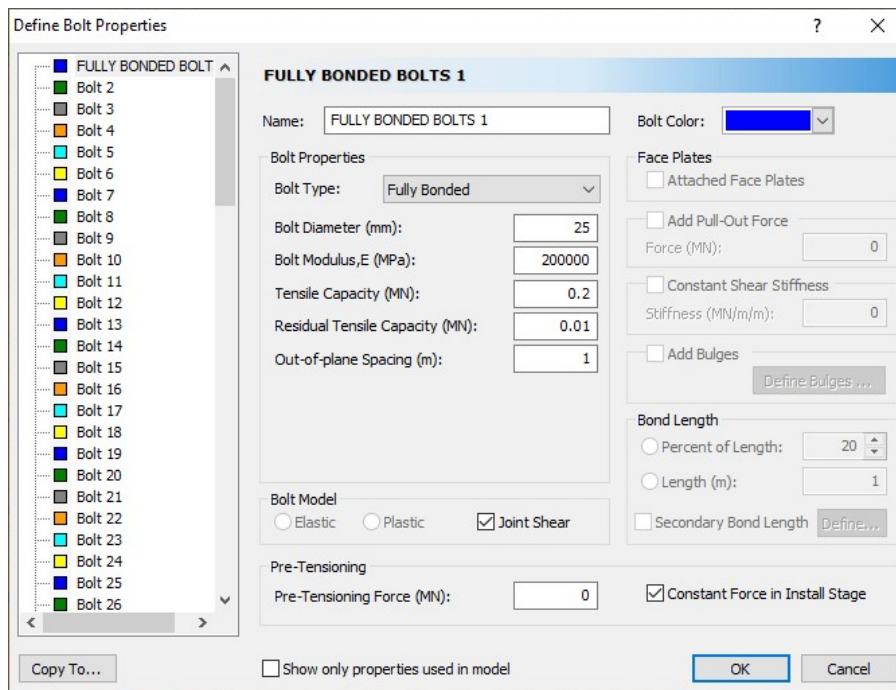 Define Bolt Properties
?
FULLY BONDED BOLT
Bolt 2
Bolt 3
Bolt 4
Bolt 5
Bolt 6
Bolt 7
Bolt 8
Bolt 9
Bolt 10
Bolt 11
Bolt 12
Bolt 13
Bolt 14
Bolt 15
Bolt 16
Bolt 17
Bolt 18
Bolt 19
Bolt 20
Bolt 21
Bolt 22
Bolt 23
Bolt 24
Bolt 25
Bolt 26
Copy To...
FULLY BONDED BOLTS 1
Name: FULLY BONDED BOLTS 1
Bolt Color:
Bolt Properties
Bolt Type: Fully Bonded
Bolt Diameter (mm): 25
Bolt Modulus,E (MPa): 200000
Tensile Capacity (MN): 0.2
Residual Tensile Capacity (MN): 0.01
Out-of-plane Spacing (m): 1
Face Plates
Attached Face Plates
Add Pull-Out Force
Force (MN): 0
Constant Shear Stiffness
Stiffness (MN/m/m): 0
Add Bulges
Define Bulges ...
Bond Length
Percent of Length: 20
Length (m): 1
Secondary Bond Length Define...
Bolt Model
Elastic Plastic Joint Shear
Pre-Tensioning
Pre-Tensioning Force (MN): 0
Constant Force in Install Stage
Show only properties used in model
OK Cancel